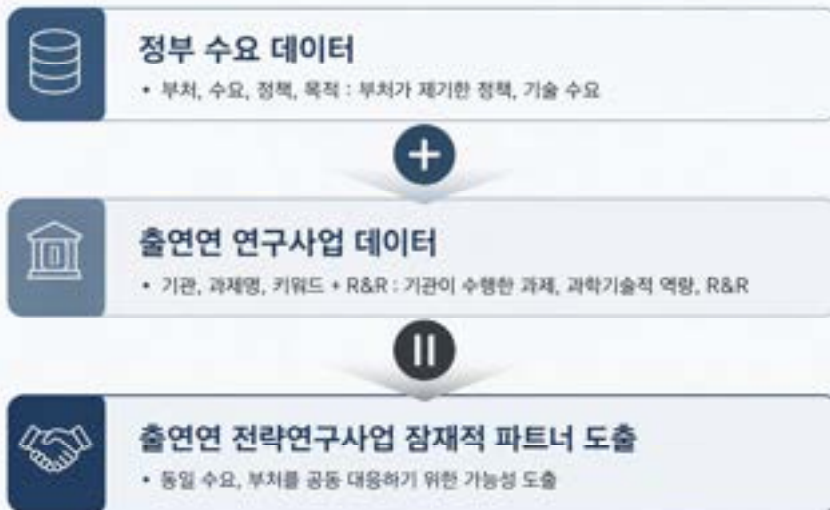 정부 수요 데이터
• 부처, 수요, 정책, 목적 : 부처가 제기한 정책, 기술 수요
+
출연연 연구사업 데이터
• 기관, 과제명, 키워드 + R&R : 기관이 수행한 과제, 과학기술적 역량, R&R
출연연 전략연구사업 잠재적 파트너 도출
• 동일 수요, 부처를 공동 대응하기 위한 가능성 도출